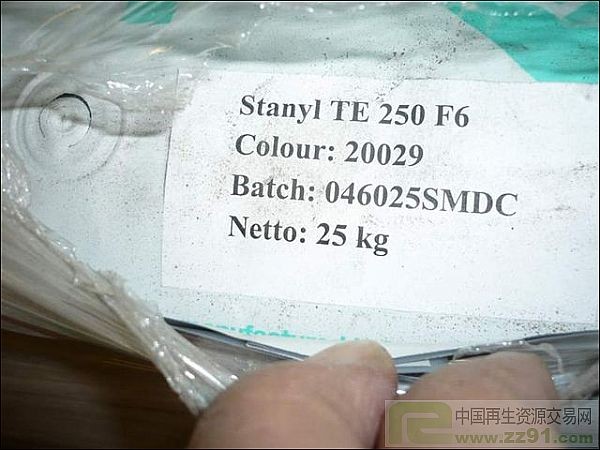 Stanyl TE 250 F6
Colour: 20029
Batch: 046025SMDC
Netto: 25 kg
中国再生资源交易网
www.zz91.com